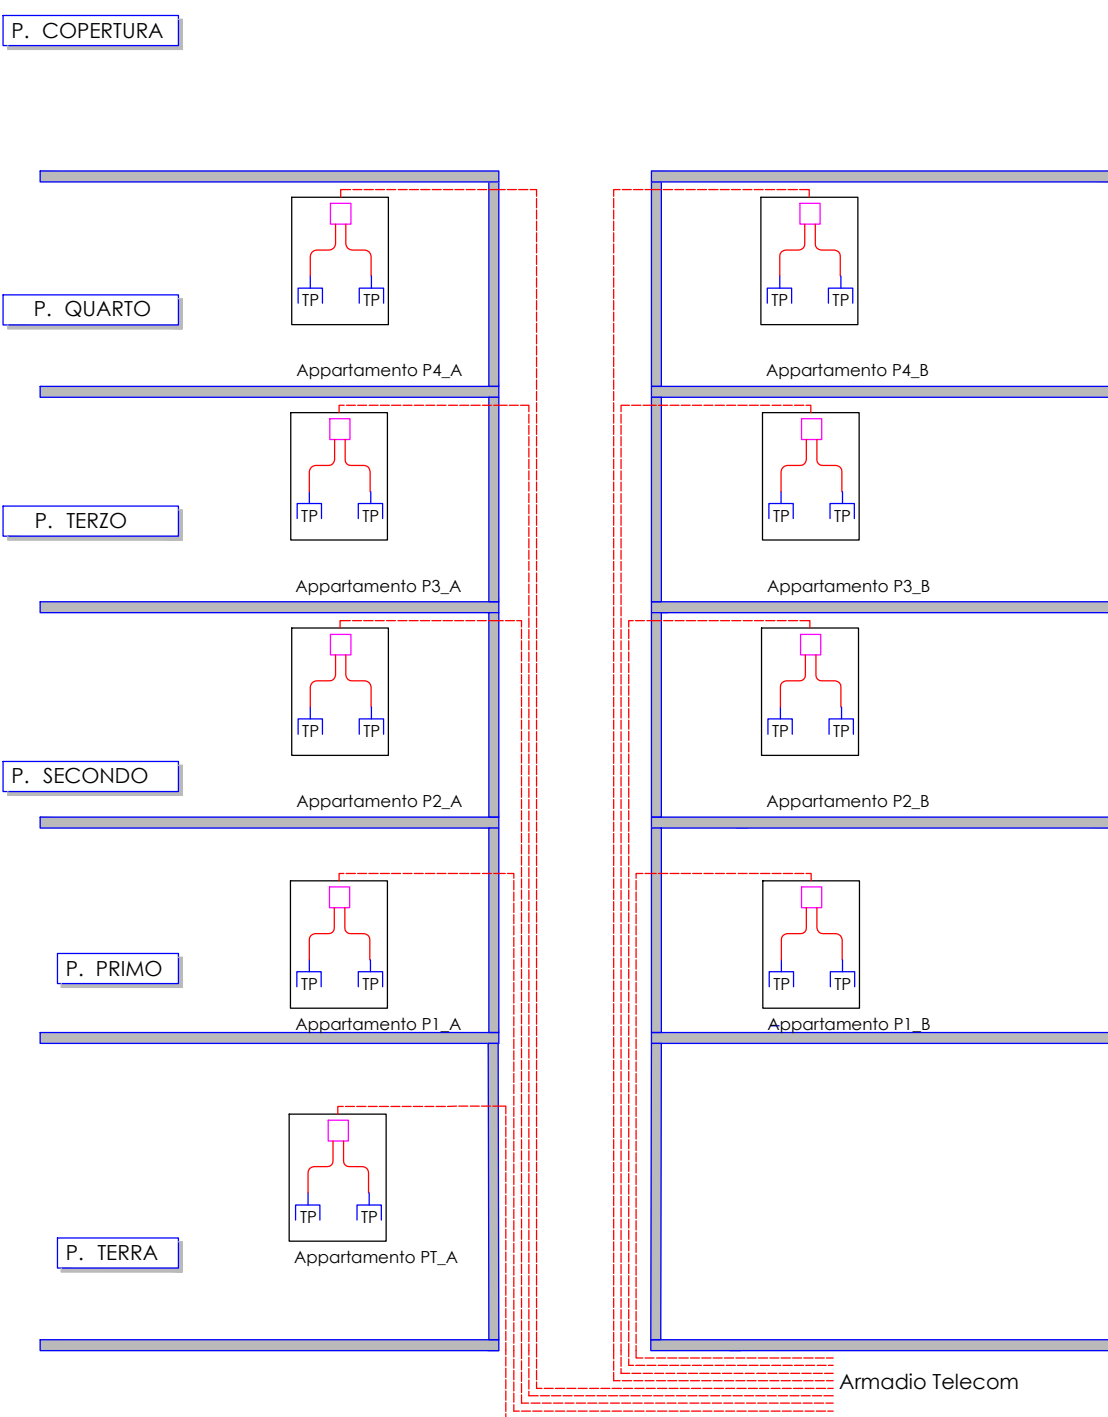 P. COPERTURA
TP TP TP TP
P. QUARTO
Appartamento P4_A Appartamento P4_B
TP TP TP TP
P. TERZO
Appartamento P3_A Appartamento P3_B
TP TP TP TP
P. SECONDO
Appartamento P2_A Appartamento P2_B
P. PRIMO
TP TP TP TP
Appartamento P1_A Appartamento P1_B
TP TP
P. TERRA
Appartamento PT_A
Armadio Telecom